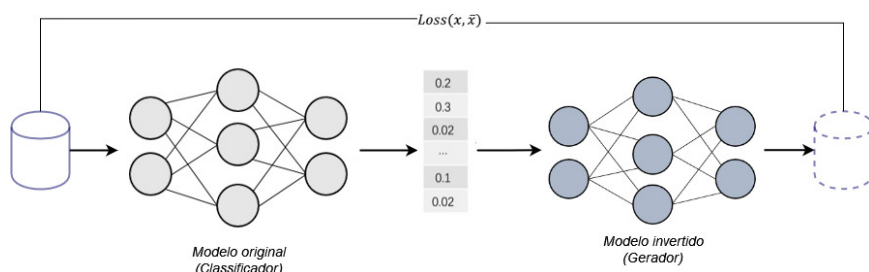 Loss(x, x̄)
0.2
0.3
0.02
...
0.1
0.02
Modelo original
(Classificador)
Modelo invertido
(Gerador)